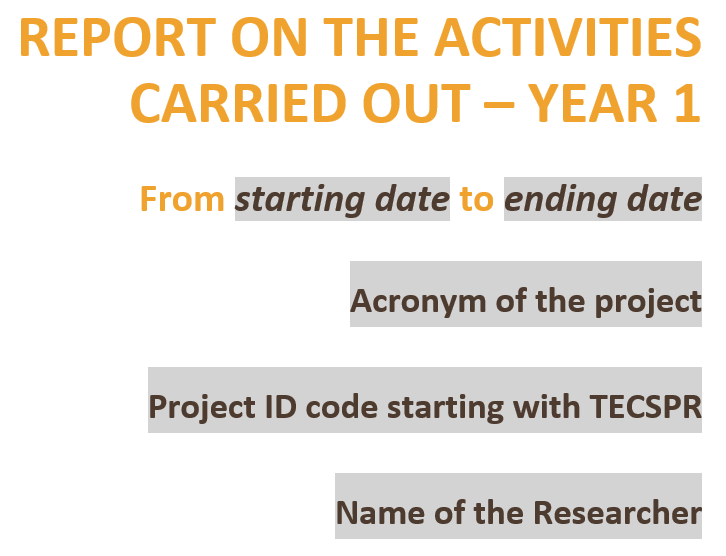 REPORT ON THE ACTIVITIES
CARRIED OUT – YEAR 1
From starting date to ending date
Acronym of the project
Project ID code starting with TECSPR
Name of the Researcher